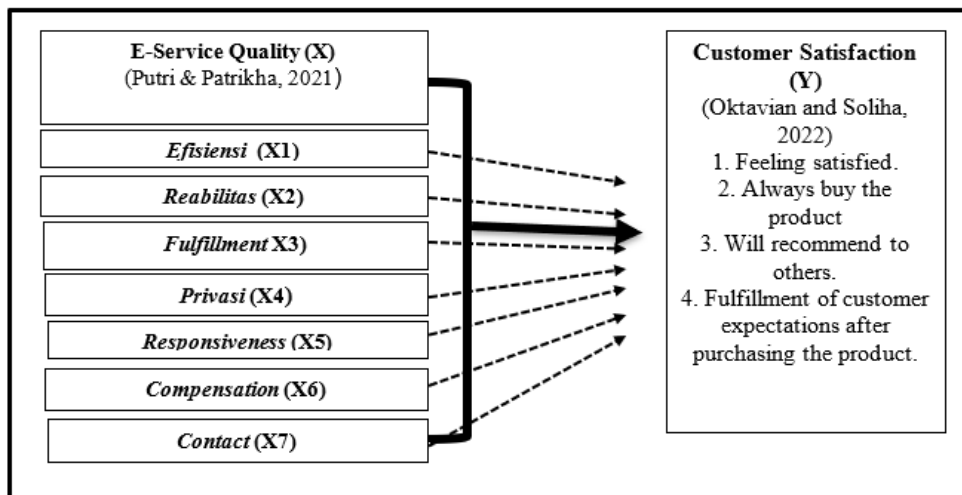 E-Service Quality (X)
(Putri & Patrikha, 2021)
Efisiensi (X1)
Reabilitas (X2)
Fulfillment X3)
Privasi (X4)
Responsiveness (X5)
Compensation (X6)
Contact (X7)
Customer Satisfaction
(Y)
(Oktavian and Soliha,
2022)
1. Feeling satisfied.
2. Always buy the
product
3. Will recommend to
others.
4. Fulfillment of customer
expectations after
purchasing the product.